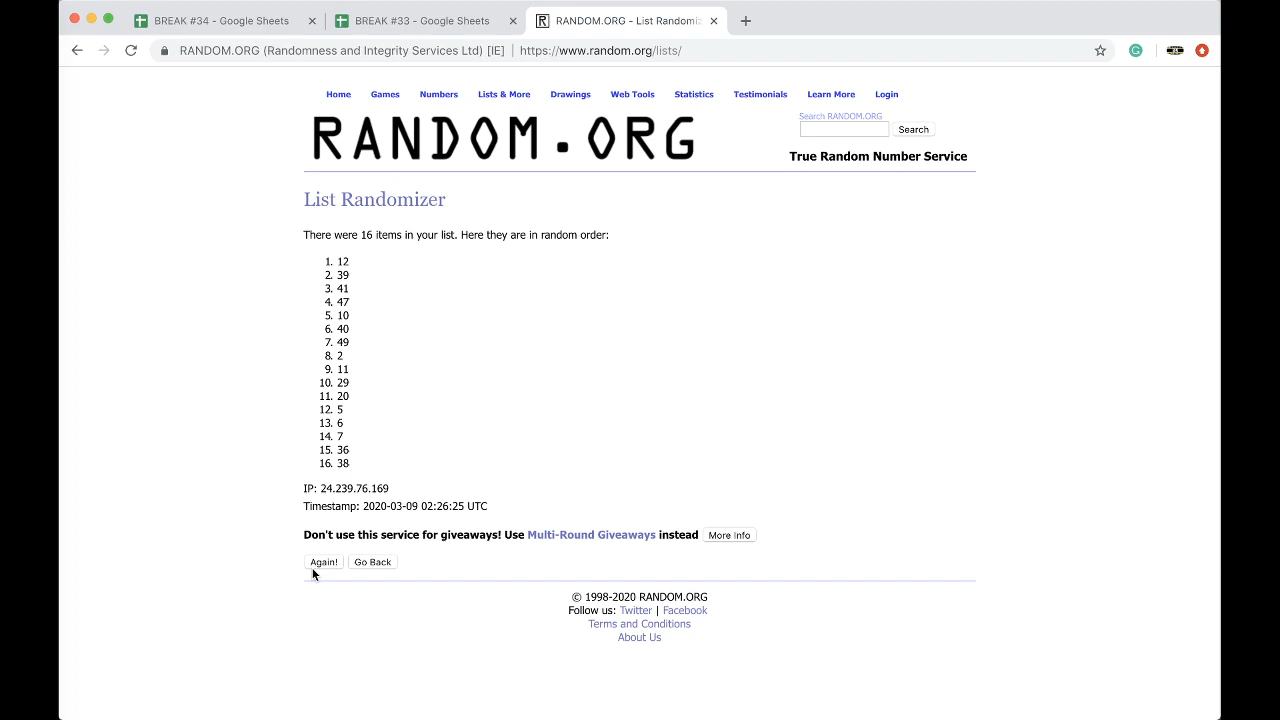 BREAK #34 - Google Sheets
BREAK #33 - Google Sheets
RANDOM.ORG - List Randomiz
RANDOM.ORG (Randomness and Integrity Services Ltd) [IE] | https://www.random.org/lists/
Home Games Numbers Lists & More Drawings Web Tools Statistics Testimonials Learn More Login
RANDOM.ORG
Search RANDOM.ORG
Search
True Random Number Service
List Randomizer
There were 16 items in your list. Here they are in random order:
1. 12
2. 39
3. 41
4. 47
5. 10
6. 40
7. 49
8. 2
9. 11
10. 29
11. 20
12. 5
13. 6
14. 7
15. 36
16. 38
IP: 24.239.76.169
Timestamp: 2020-03-09 02:26:25 UTC
Don't use this service for giveaways! Use Multi-Round Giveaways instead More Info
Again! Go Back
© 1998-2020 RANDOM.ORG
Follow us: Twitter | Facebook
Terms and Conditions
About Us